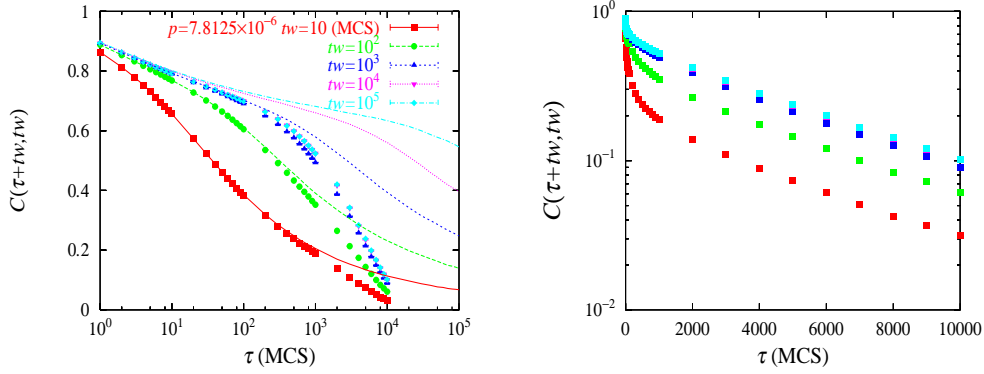 p=7.8125×10⁻⁶ tw=10 (MCS)
tw=10²
tw=10³
tw=10⁴
tw=10⁵
1
0.8
0.6
0.4
0.2
0
C(τ+tw,tw)
10⁰ 10¹ 10² 10³ 10⁴ 10⁵
τ (MCS)
10⁰
10⁻¹
10⁻²
C(τ+tw,tw)
0 2000 4000 6000 8000 10000
τ (MCS)